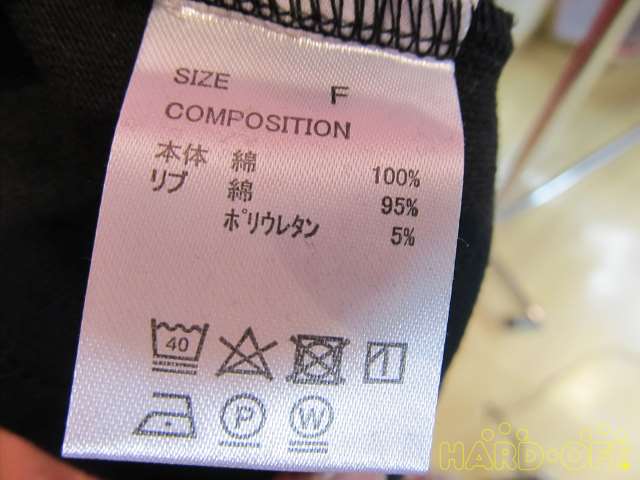 SIZE F
COMPOSITION
本体 綿 100%
リブ 綿 95%
ポリウレタン 5%
40
P W
HARD・OFF